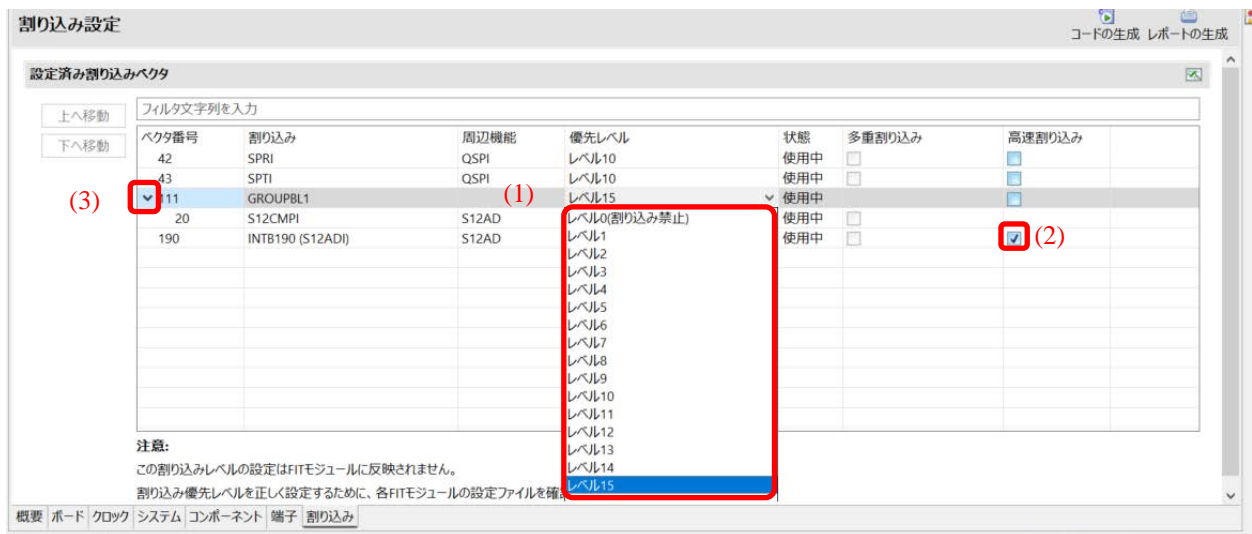 割り込み設定
コードの生成 レポートの生成
設定済み割り込みベクタ
上へ移動
下へ移動
フィルタ文字列を入力
ベクタ番号 割り込み 周辺機能 優先レベル 状態 多重割り込み 高速割り込み
42 SPRI QSPI レベル10 使用中
43 SPTI QSPI レベル10 使用中
(3) 111 GROUPBL1 (1) レベル15 使用中
20 S12CMPI S12AD レベル0(割り込み禁止) 使用中
190 INTB190 (S12ADI) S12AD レベル1 使用中 (2)
レベル2
レベル3
レベル4
レベル5
レベル6
レベル7
レベル8
レベル9
レベル10
レベル11
レベル12
レベル13
レベル14
レベル15
注意:
この割り込みレベルの設定はFITモジュールに反映されません。
割り込み優先レベルを正しく設定するために、各FITモジュールの設定ファイルを確
概要 ボード クロック システム コンポーネント 端子 割り込み